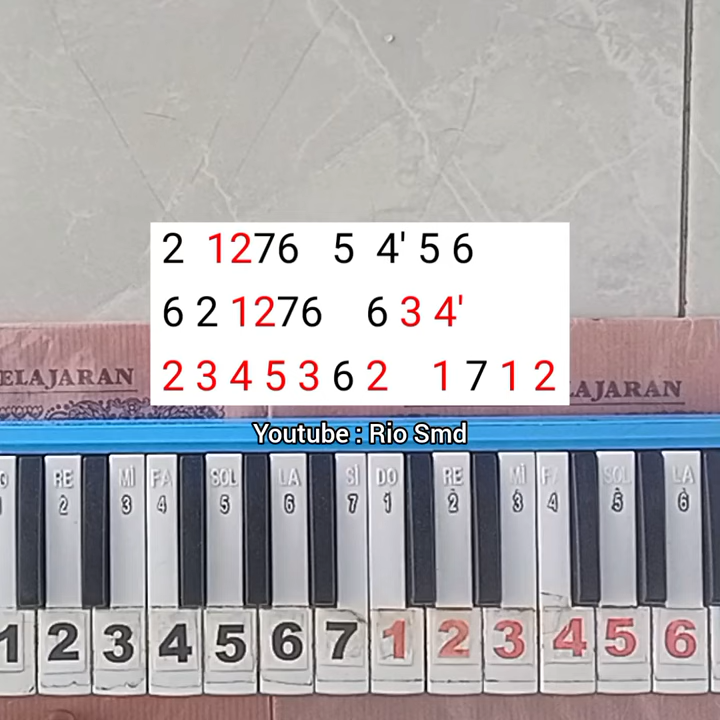 2 1276 5 4' 5 6
6 2 1276 6 3 4'
2 3 4 5 3 6 2 1 7 1 2
ELAJARAN
AJARAN
Youtube : Rio Smd
RE MI FA SOL LA SI DO RE MI FA SOL LA
2 3 4 5 6 7 1 2 3 4 5 6
1 2 3 4 5 6 7 1 2 3 4 5 6